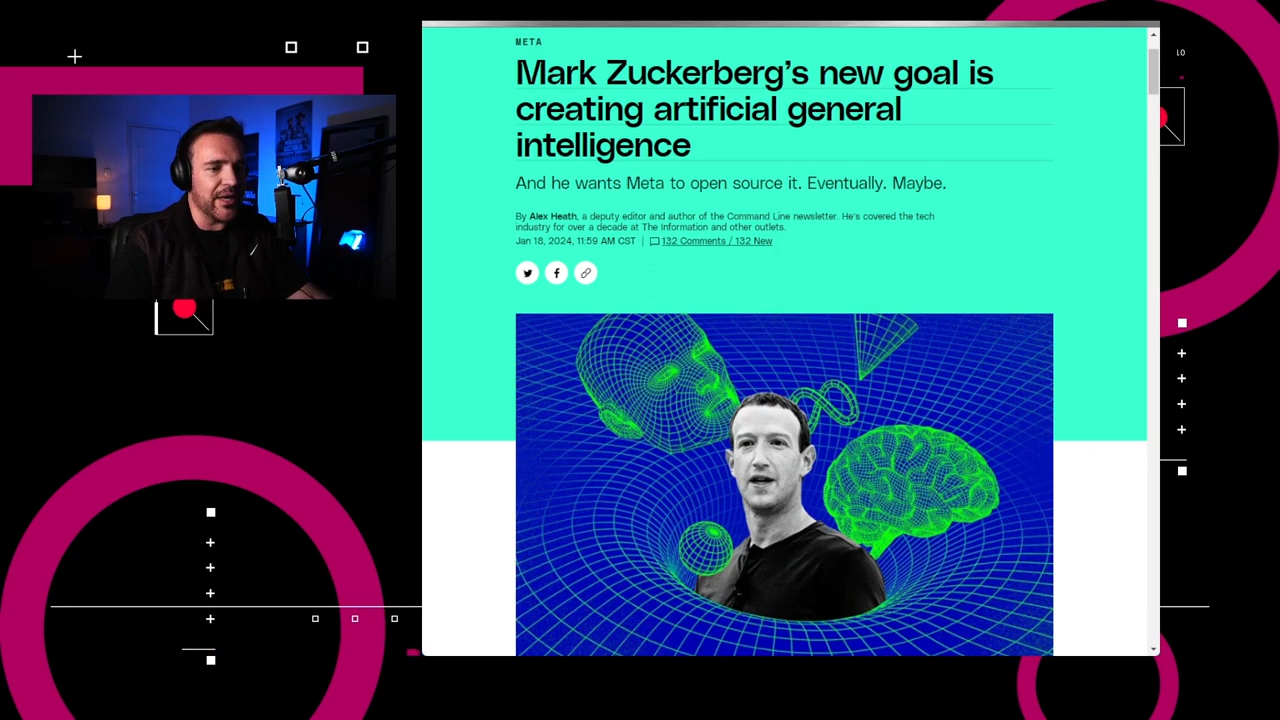 META
Mark Zuckerberg’s new goal is
creating artificial general
intelligence
And he wants Meta to open source it. Eventually. Maybe.
By Alex Heath, a deputy editor and author of the Command Line newsletter. He’s covered the tech
industry for over a decade at The Information and other outlets.
Jan 18, 2024, 11:59 AM CST | 132 Comments / 132 New